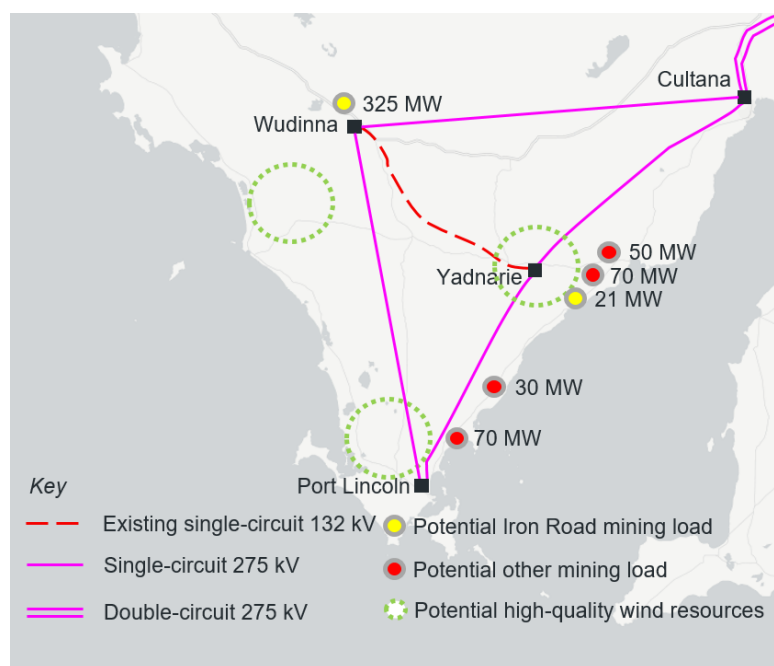 Cultana
325 MW
Wudinna
50 MW
Yadnarie
70 MW
21 MW
30 MW
70 MW
Port Lincoln
Key
Existing single-circuit 132 kV
Potential Iron Road mining load
Single-circuit 275 kV
Potential other mining load
Double-circuit 275 kV
Potential high-quality wind resources